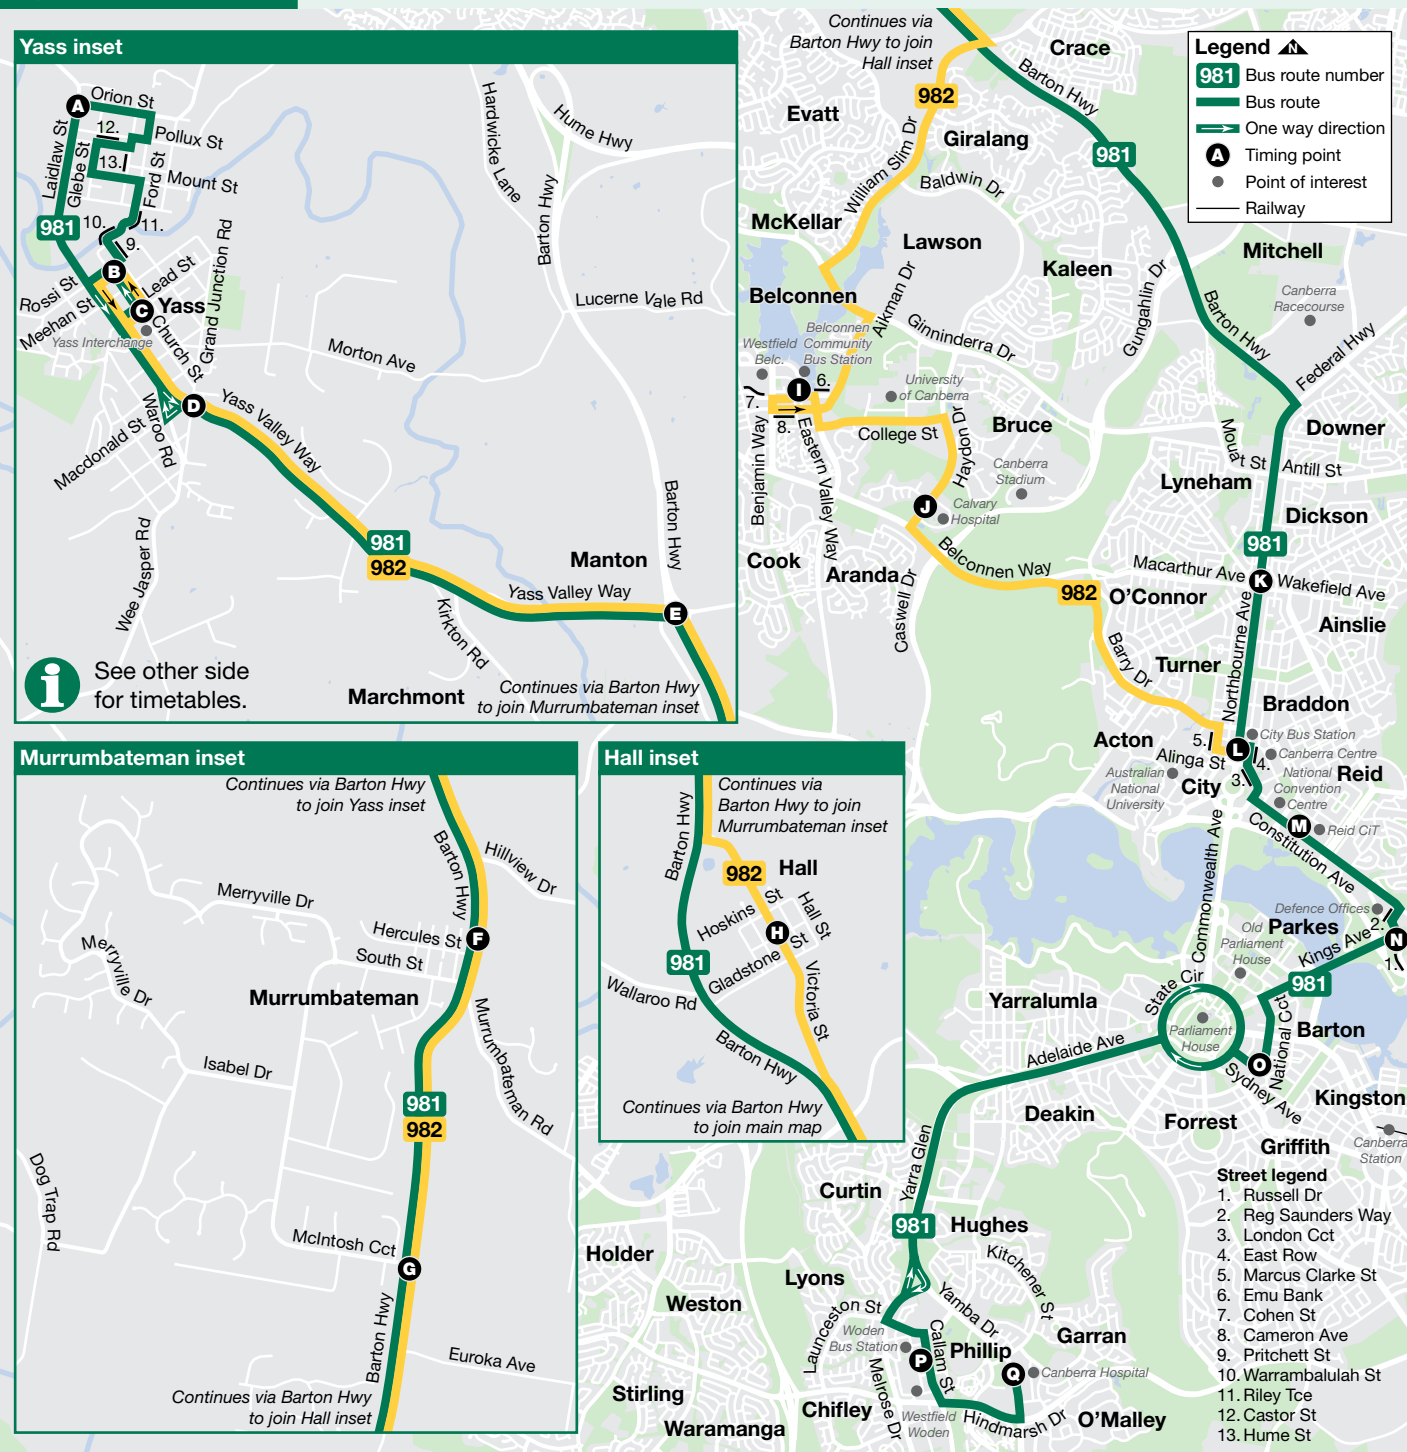 Yass inset
Orion St
A
12.
Pollux St
Laidlaw St
Glebe St
13.
Ford St
Mount St
10.
11.
981
9.
B
Lead St
Grand Junction Rd
Rossi St
Meehan St
C
Yass
Yass Interchange
Church St
Hardwicke Lane
Hume Hwy
Barton Hwy
Lucerne Vale Rd
Morton Ave
D
Yass Valley Way
Macdonald St
Waroo Rd
Wee Jasper Rd
981
982
Manton
Barton Hwy
Yass Valley Way
E
Kirkton Rd
i
See other side
for timetables.
Marchmont
Continues via Barton Hwy
to join Murrumbateman inset
Murrumbateman inset
Continues via Barton Hwy
to join Yass inset
Barton Hwy
Hillview Dr
Merryville Dr
Hercules St
F
South St
Merryville Dr
Murrumbateman
Murrumbateman Rd
Isabel Dr
981
982
Dog Trap Rd
McIntosh Cct
G
Barton Hwy
Euroka Ave
Continues via Barton Hwy
to join Hall inset
Hall inset
Continues via
Barton Hwy to join
Murrumbateman inset
Barton Hwy
982
Hall
Hoskins St
Hall St
H
Gladstone St
981
Wallaroo Rd
Victoria St
Barton Hwy
Continues via Barton Hwy
to join main map
Continues via
Barton Hwy to join
Hall inset
Crace
Barton Hwy
982
Evatt
Giralang
981
William Slim Dr
Baldwin Dr
McKellar
Lawson
Kaleen
Mitchell
Canberra
Racecourse
Belconnen
Aikman Dr
Gungahlin Dr
Barton Hwy
Federal Hwy
Ginninderra Dr
Belconnen
Community
Bus Station
Westfield
Belc.
I
6.
7.
8.
University
of Canberra
College St
Haydon Dr
Bruce
Canberra
Stadium
Downer
Mouat St
Antill St
Lyneham
Dickson
Benjamin Way
Eastern Valley Way
J
Calvary
Hospital
981
Cook
Aranda
Belconnen Way
Caswell Dr
982
O'Connor
Macarthur Ave
K
Wakefield Ave
Ainslie
Barry Dr
Turner
Northbourne Ave
Braddon
Acton
5.
Alinga St
L
City Bus Station
4.
Canberra Centre
3.
Australian
National
University
City
National
Convention
Centre
Reid
M
Reid CiT
Constitution Ave
Commonwealth Ave
Defence Offices
2.
Old
Parliament
House
Parkes
Kings Ave
N
1.
981
State Cir
Yarralumla
Parliament
House
National Cct
Barton
Adelaide Ave
O
Sydney Ave
Kingston
Deakin
Forrest
Griffith
Canberra
Station
Yarra Glen
Curtin
981
Hughes
Holder
Kitchener St
Lyons
Weston
Launceston St
Yamba Dr
Garran
Woden
Bus Station
Callam St
P
Phillip
Q
Canberra Hospital
Melrose Dr
Stirling
Chifley
Westfield
Woden
Hindmarsh Dr
O'Malley
Waramanga
Legend N
981 Bus route number
Bus route
One way direction
A Timing point
Point of interest
Railway
Street legend
1. Russell Dr
2. Reg Saunders Way
3. London Cct
4. East Row
5. Marcus Clarke St
6. Emu Bank
7. Cohen St
8. Cameron Ave
9. Pritchett St
10. Warrambalulah St
11. Riley Tce
12. Castor St
13. Hume St